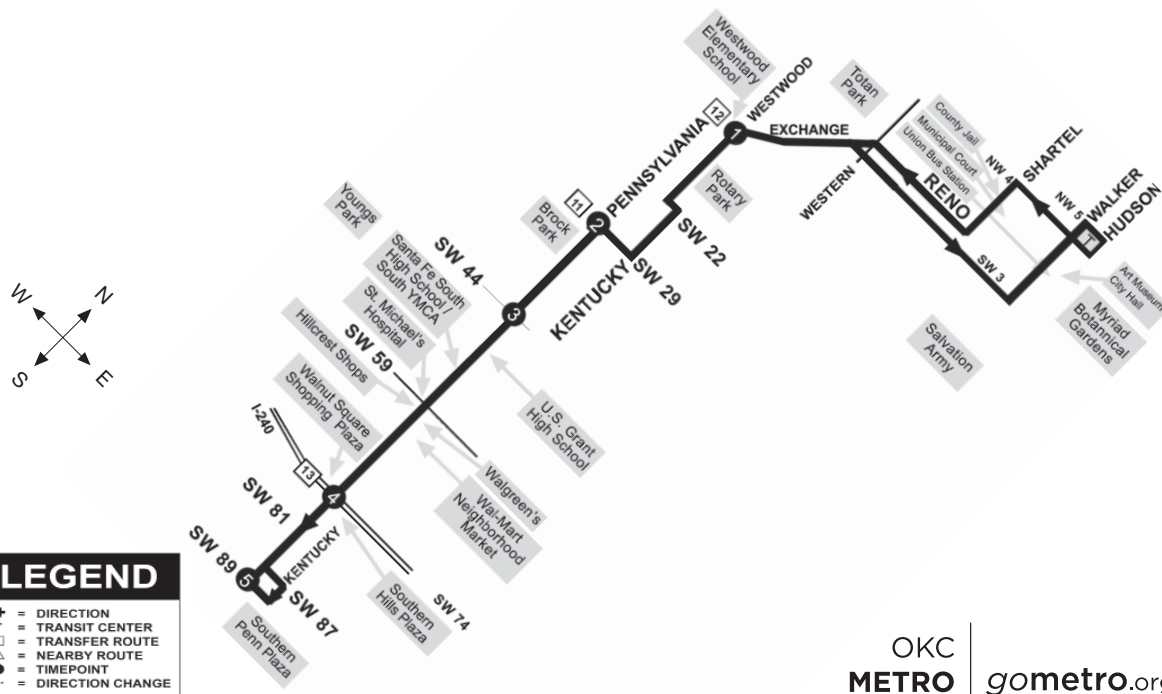 Westwood
Elementary
School
12
1
WESTWOOD
EXCHANGE
Totan
Park
County Jail
Municipal Court
Union Bus Station
NW 4
SHARTEL
NW 5
WALKER
HUDSON
T
RENO
WESTERN
SW 3
Art Museum
City Hall
Myriad
Botannical
Gardens
Salvation
Army
PENNSYLVANIA
Rotary
Park
SW 22
11
2
Brock
Park
KENTUCKY
SW 29
Youngs
Park
SW 44
Santa Fe South
High School /
South YMCA
3
St. Michael's
Hospital
SW 59
Hillcrest Shops
U.S. Grant
High School
Walnut Square
Shopping Plaza
I-240
13
4
Walgreen's
Wal-Mart
Neighborhood
Market
SW 81
KENTUCKY
SW 89
5
SW 87
SW 74
Southern
Hills Plaza
Southern
Penn Plaza
W
N
S
E
LEGEND
= DIRECTION
= TRANSIT CENTER
= TRANSFER ROUTE
= NEARBY ROUTE
= TIMEPOINT
= DIRECTION CHANGE
OKC
METRO
gometro.org